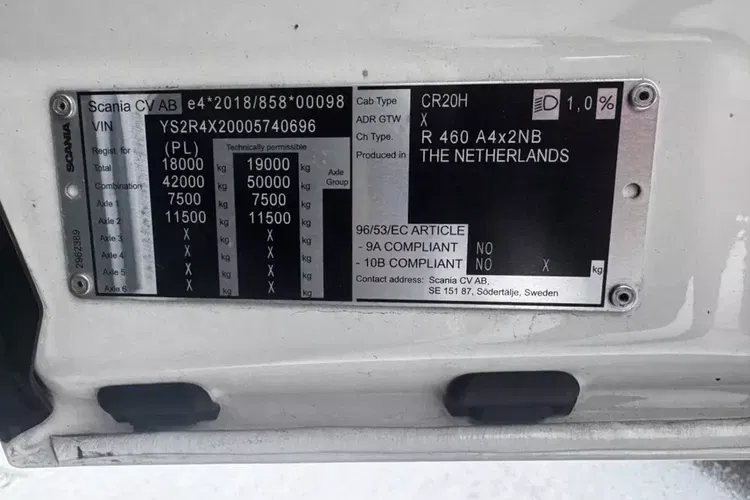 Scania CV AB e4*2018/858*00098
VIN YS2R4X20005740696
Regist. for (PL) Technically permissible
Total 18000 kg 19000 kg Axle Group
Combination 42000 kg 50000 kg
Axle 1 7500 kg 7500 kg
Axle 2 11500 kg 11500 kg
Axle 3 X kg X kg
Axle 4 X kg X kg
Axle 5 X kg X kg
Axle 6 X kg X kg
SCANIA
2962369
Cab Type CR20H 1,0 %
ADR GTW X
Ch Type. R 460 A4x2NB
Produced in THE NETHERLANDS
96/53/EC ARTICLE
- 9A COMPLIANT NO
- 10B COMPLIANT NO X kg
Contact address: Scania CV AB,
SE 151 87, Södertälje, Sweden